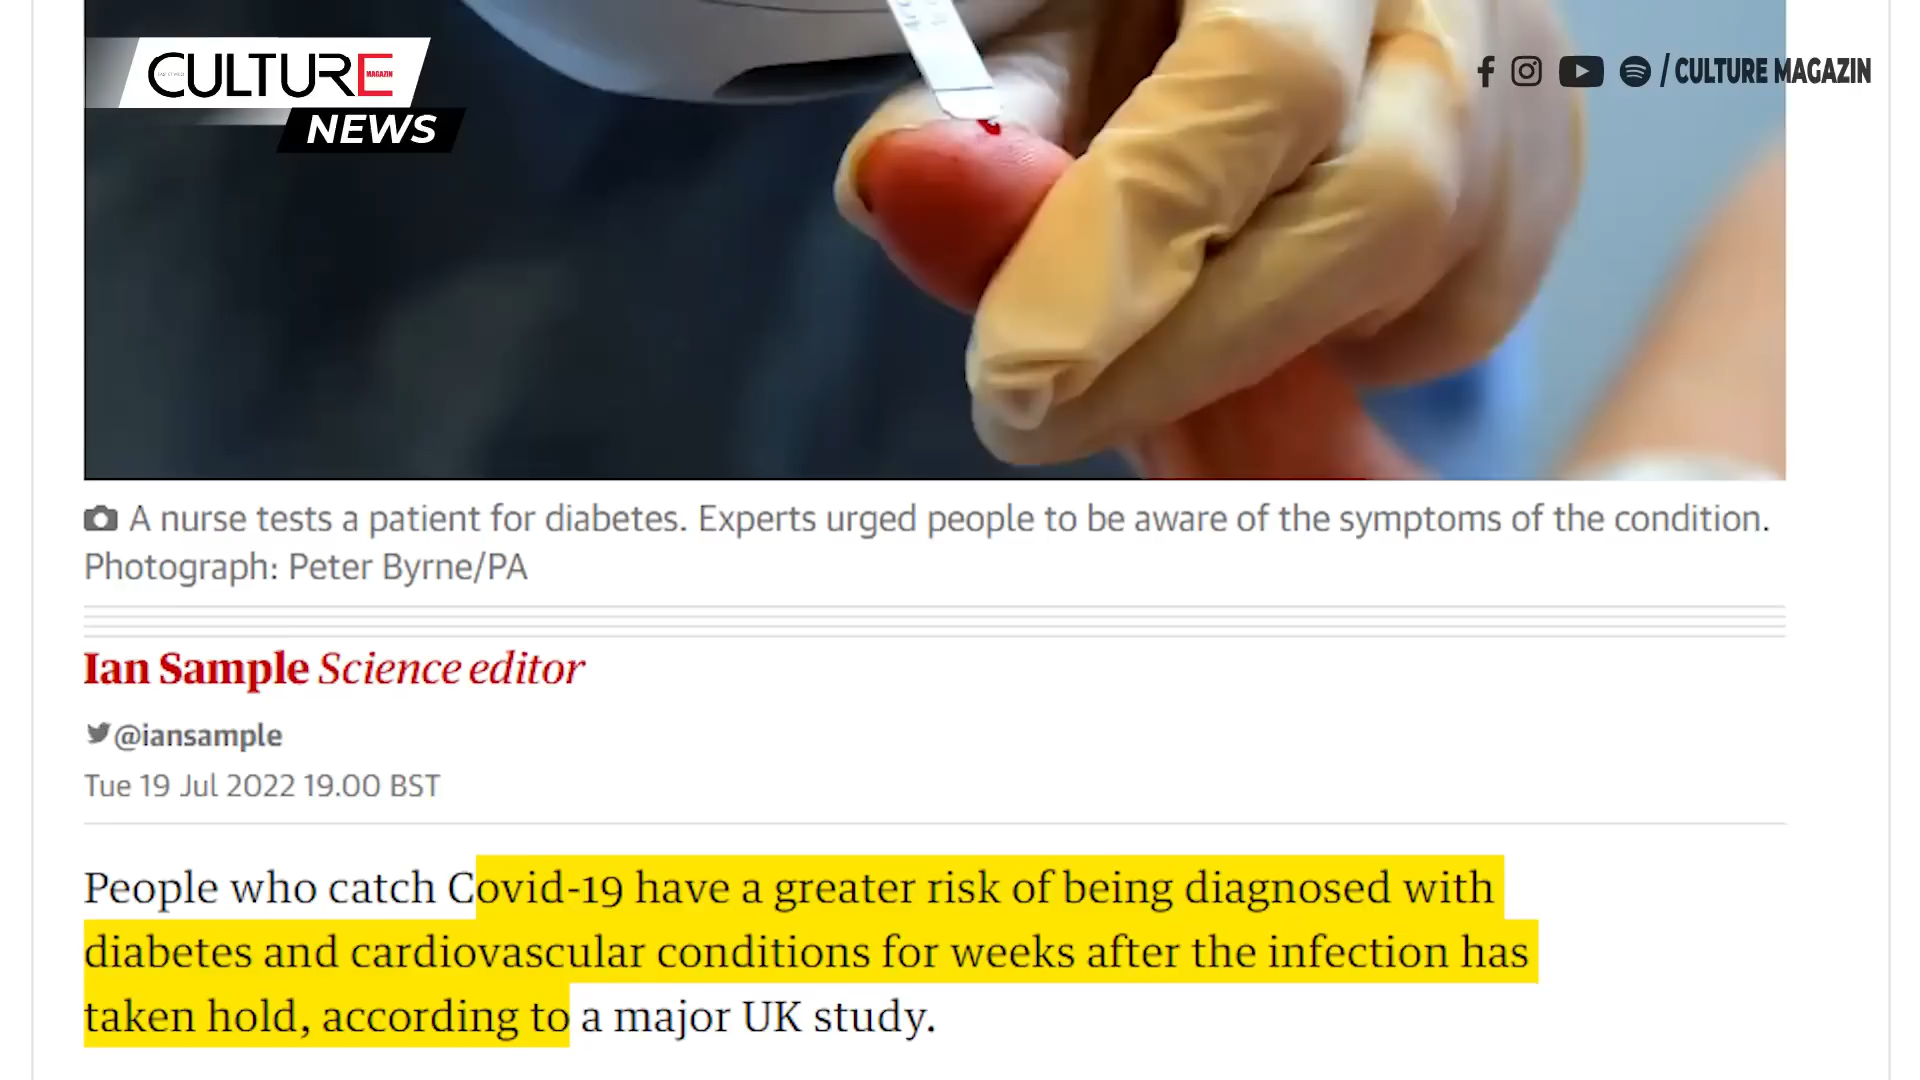 CULTURE
MAGAZIN
NEWS
/ CULTURE MAGAZIN
A nurse tests a patient for diabetes. Experts urged people to be aware of the symptoms of the condition.
Photograph: Peter Byrne/PA
Ian Sample Science editor
@iansample
Tue 19 Jul 2022 19.00 BST
People who catch Covid-19 have a greater risk of being diagnosed with
diabetes and cardiovascular conditions for weeks after the infection has
taken hold, according to a major UK study.